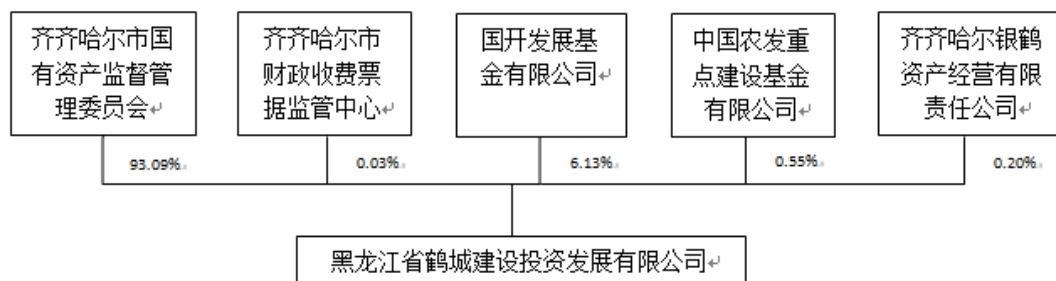 齐齐哈尔市国
有资产监督管
理委员会
齐齐哈尔市
财政收费票
据监管中心
国开发展基
金有限公司
中国农发重
点建设基金
有限公司
齐齐哈尔银鹤
资产经营有限
责任公司
93.09%
0.03%
6.13%
0.55%
0.20%
黑龙江省鹤城建设投资发展有限公司